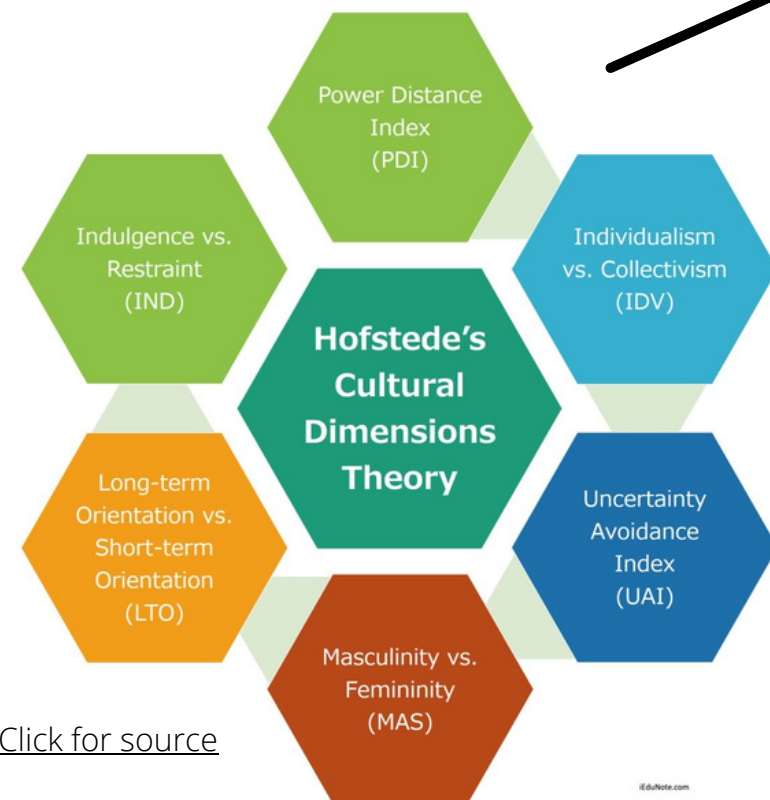 Power Distance
Index
(PDI)
Individualism
vs. Collectivism
(IDV)
Uncertainty
Avoidance
Index
(UAI)
Masculinity vs.
Femininity
(MAS)
Long-term
Orientation vs.
Short-term
Orientation
(LTO)
Indulgence vs.
Restraint
(IND)
Hofstede's
Cultural
Dimensions
Theory
Click for source
iEduNote.com